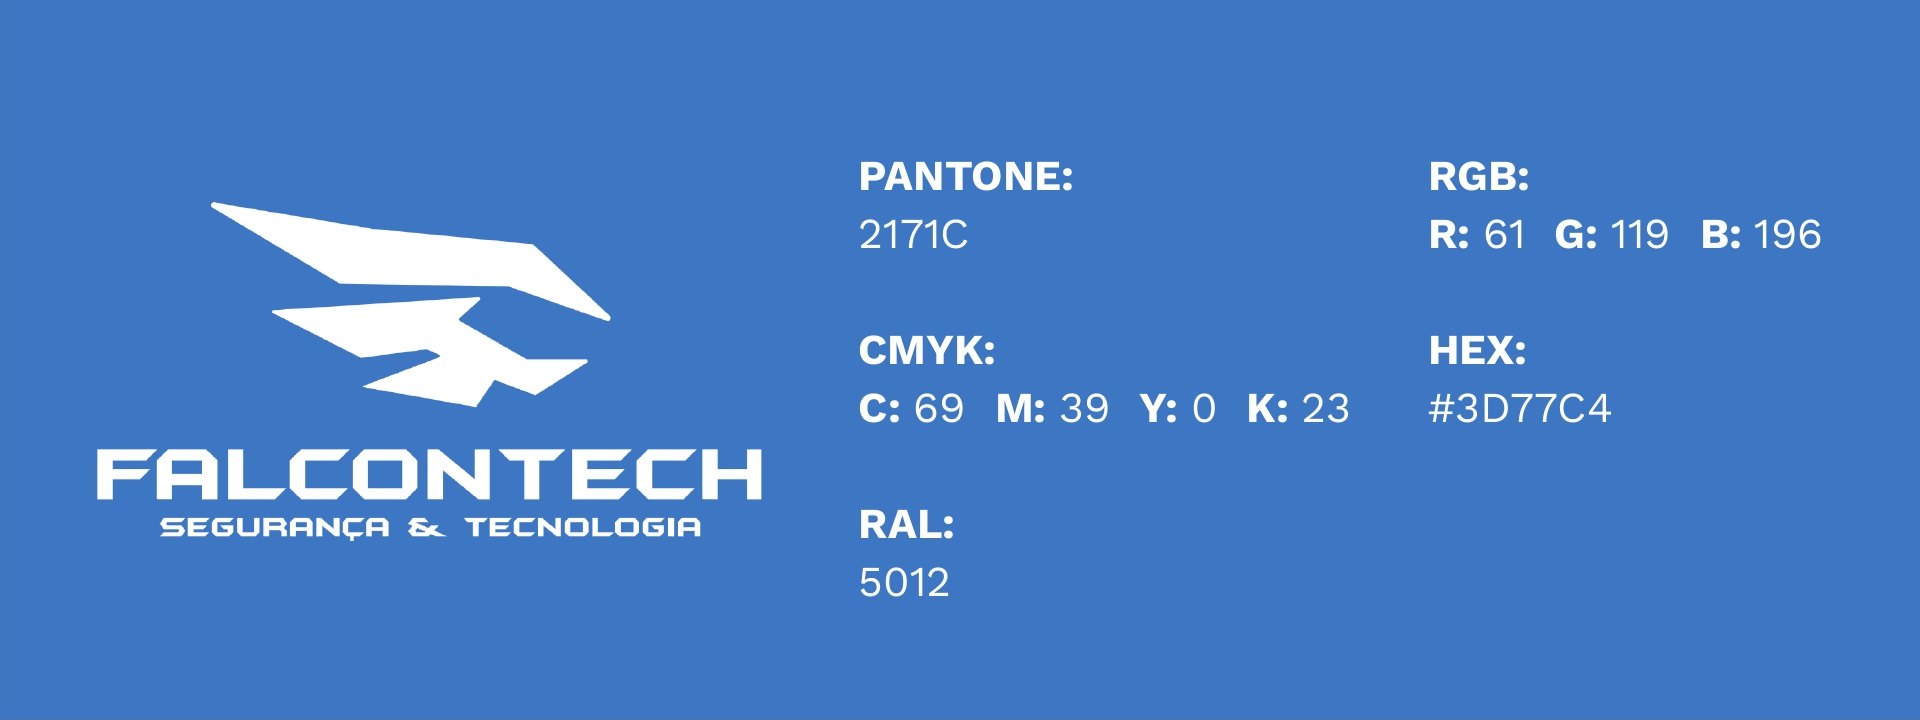 FALCONTECH
SEGURANÇA & TECNOLOGIA
PANTONE:
2171C
CMYK:
C: 69 M: 39 Y: 0 K: 23
RAL:
5012
RGB:
R: 61 G: 119 B: 196
HEX:
#3D77C4